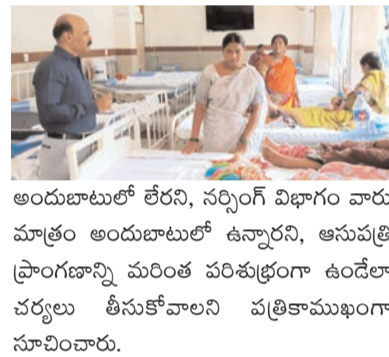 అందుబాటులో లేరని, నర్సింగ్ విభాగం వారు
మాత్రం అందుబాటులో ఉన్నారని, ఆసుపత్రి
ప్రాంగణాన్ని మరింత పరిశుభ్రంగా ఉండేలా
చర్యలు తీసుకోవాలని పత్రికాముఖంగా
సూచించారు.